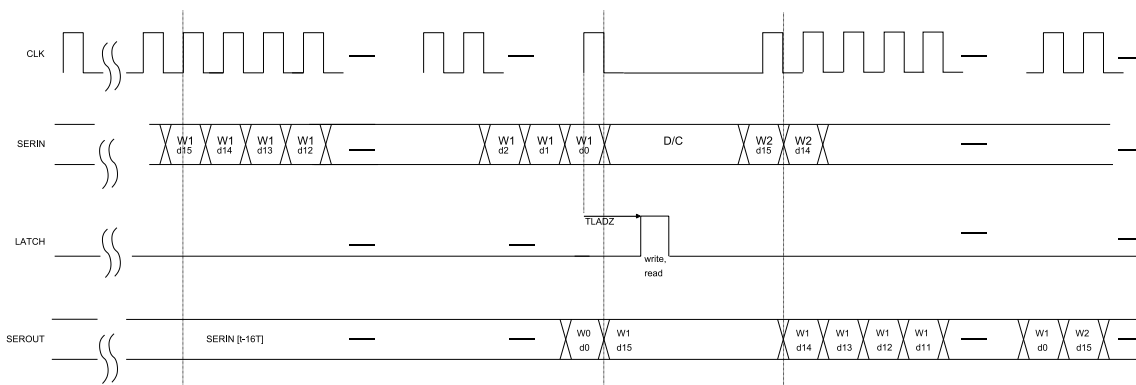 CLK
SERIN
W1 W1 W1 W1 W1 W1 W1 D/C W2 W2
d15 d14 d13 d12 d2 d1 d0 d15 d14
TLADZ
LATCH
write,
read
SEROUT
SERIN [t-16T]
W0 W1 W1 W1 W1 W1 W1 W2
d0 d15 d14 d13 d12 d11 d0 d15